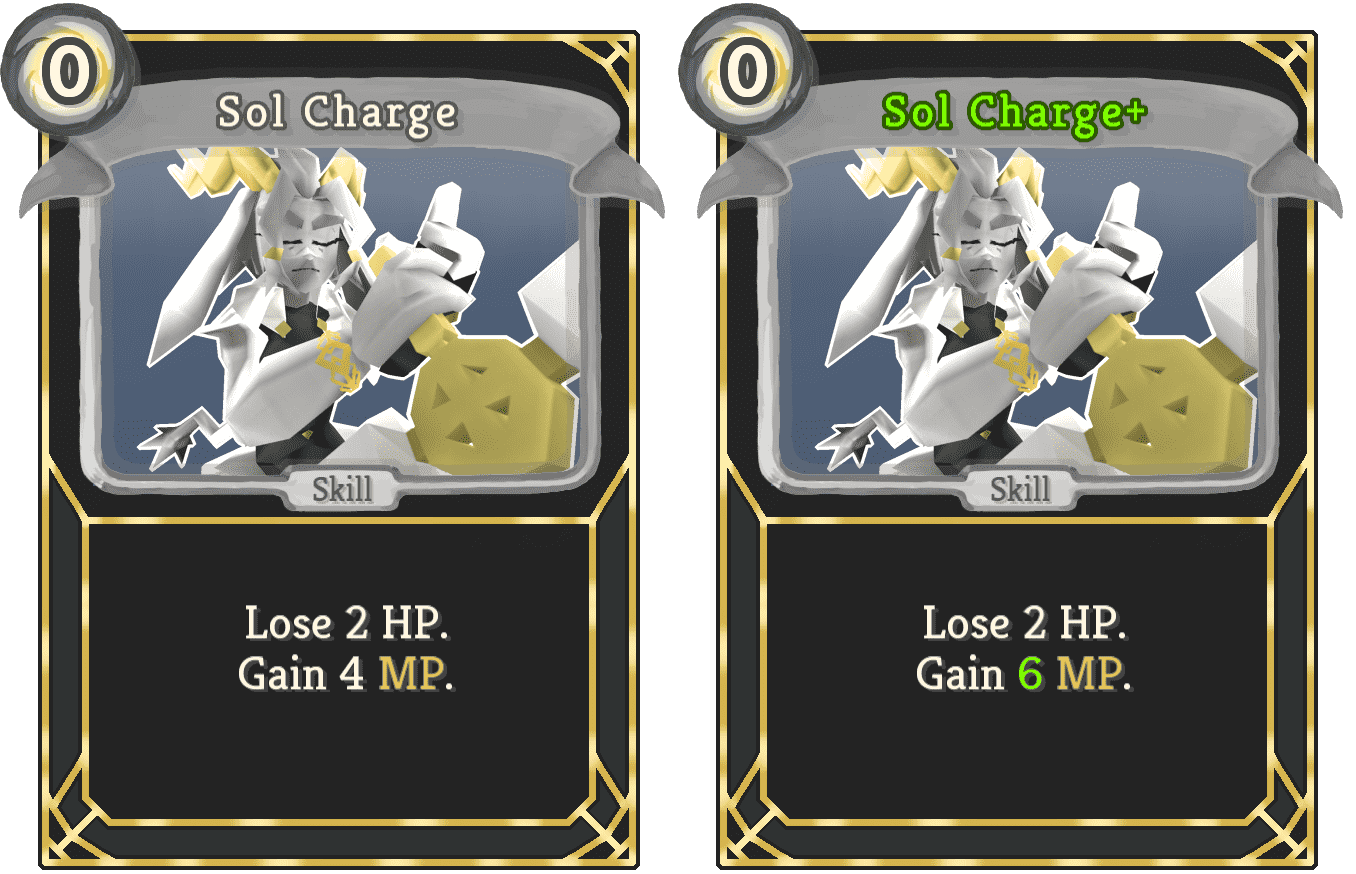 0
Sol Charge
Skill
Lose 2 HP.
Gain 4 MP.
0
Sol Charge+
Skill
Lose 2 HP.
Gain 6 MP.